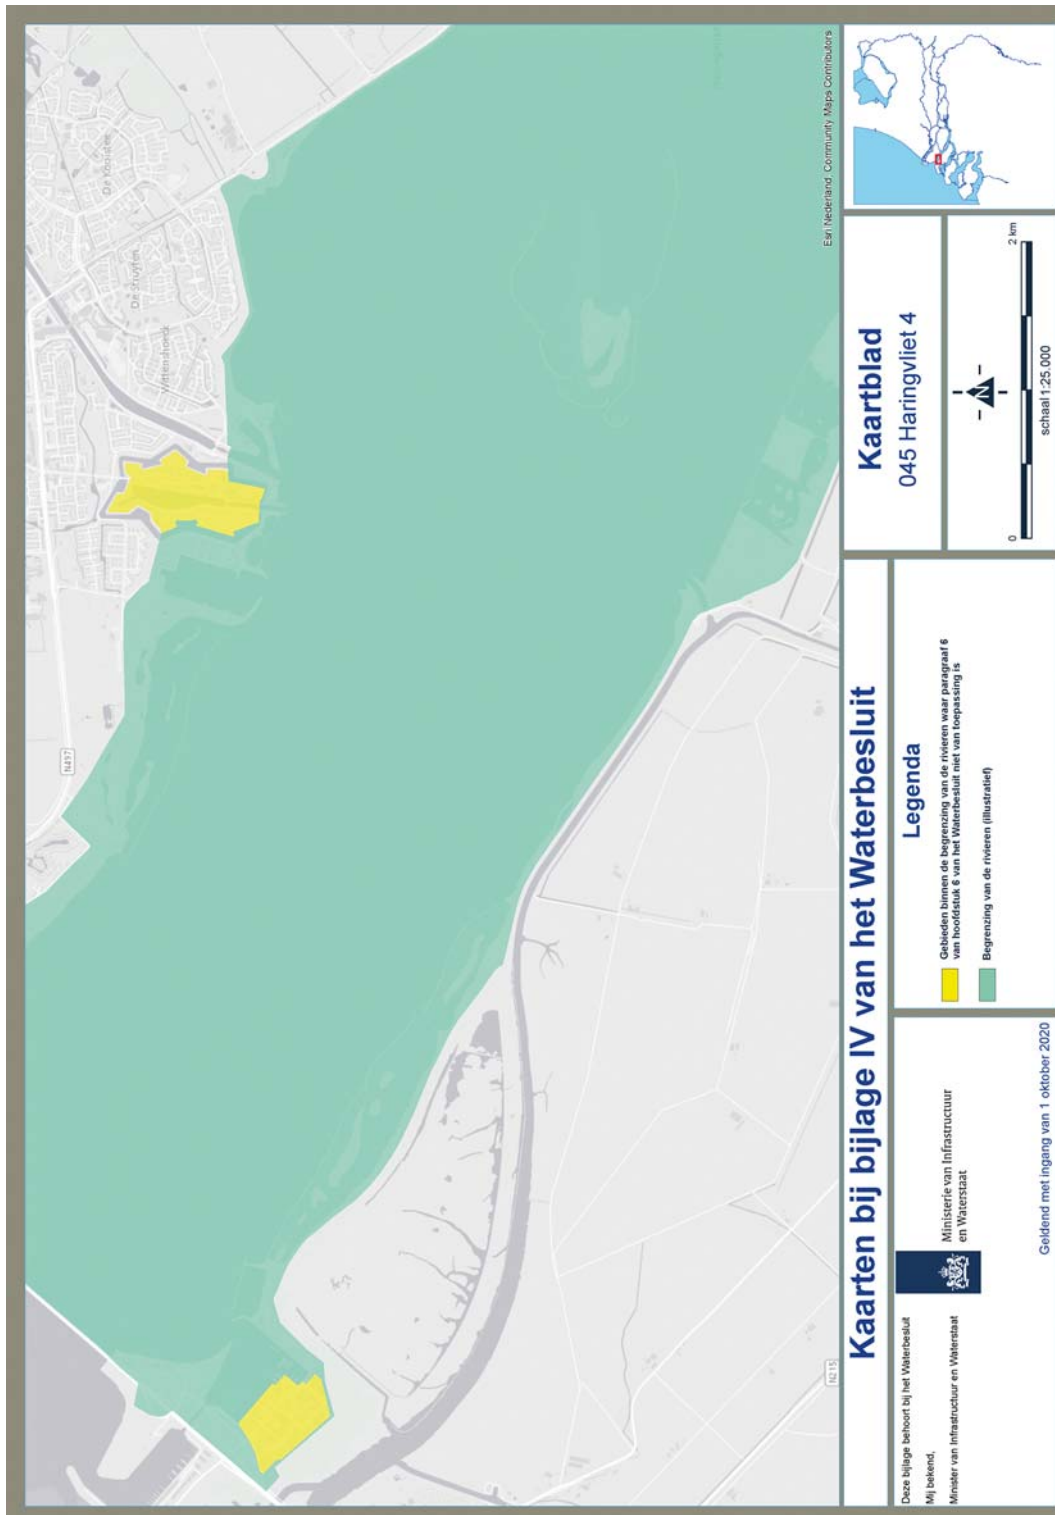 De Kooistee
De Struyten
Wittenshoeck
N497
N215
Esri Nederland, Community Maps Contributors
Kaarten bij bijlage IV van het Waterbesluit
Deze bijlage behoort bij het Waterbesluit
Mij bekend,
Minister van Infrastructuur en Waterstaat
Ministerie van Infrastructuur
en Waterstaat
Geldend met ingang van 1 oktober 2020
Legenda
Gebieden binnen de begrenzing van de rivieren waar paragraaf 6
van hoofdstuk 6 van het Waterbesluit niet van toepassing is
Begrenzing van de rivieren (illustratief)
Kaartblad
045 Haringvliet 4
N
0
2 km
schaal 1:25.000